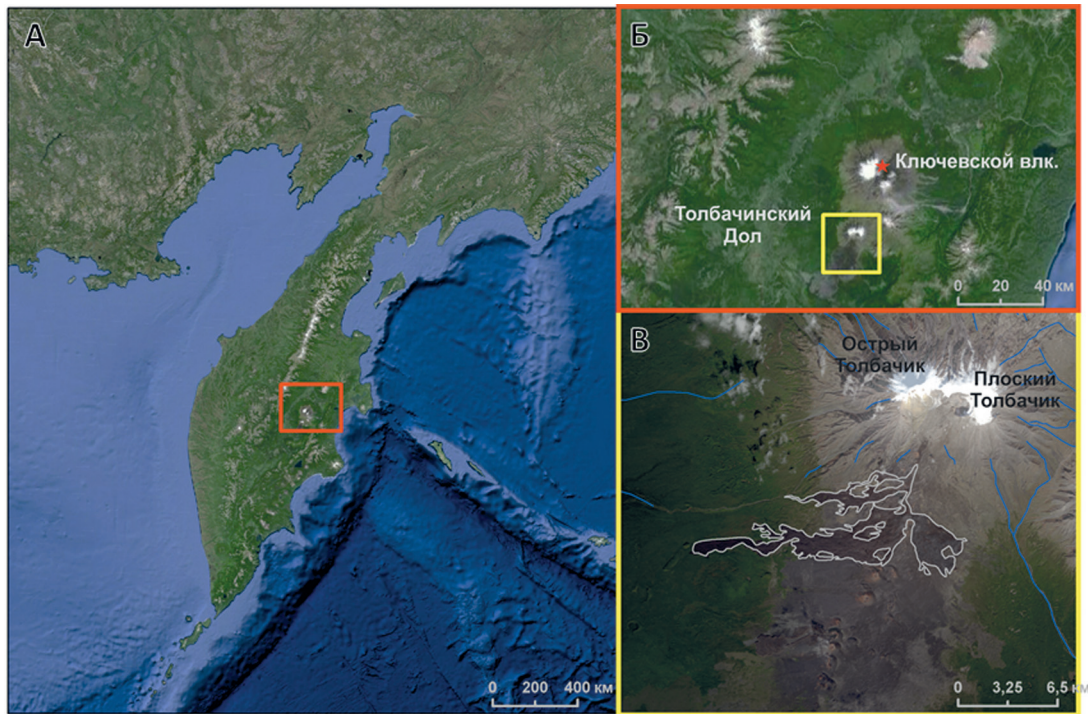 А
0 200 400 км
Б
Ключевской влк.
Толбачинский
Дол
0 20 40 км
В
Острый
Толбачик
Плоский
Толбачик
0 3,25 6,5 км